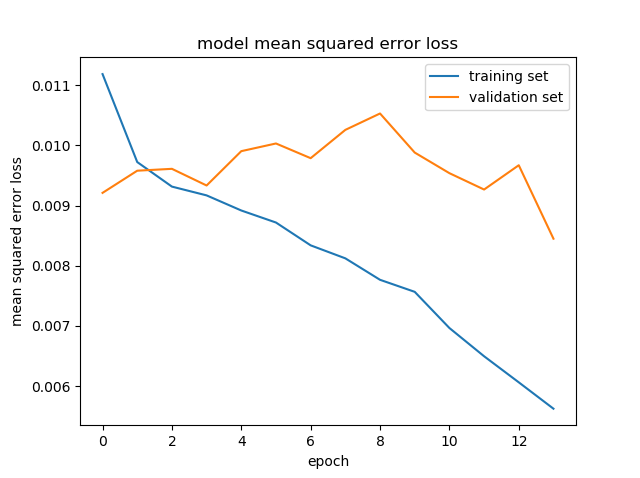 model mean squared error loss
training set
validation set
0.011
0.010
0.009
0.008
0.007
0.006
mean squared error loss
0 2 4 6 8 10 12
epoch